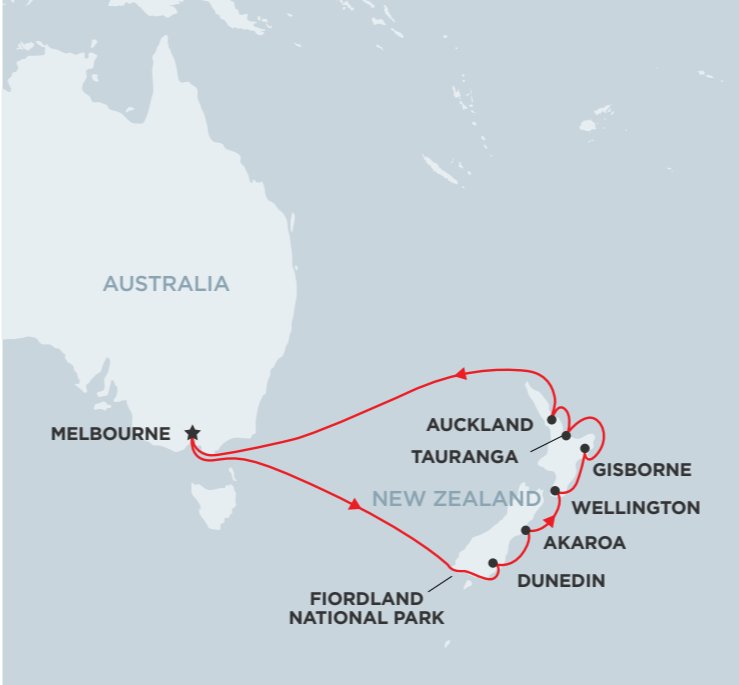 AUSTRALIA
MELBOURNE
AUCKLAND
TAURANGA
GISBORNE
NEW ZEALAND
WELLINGTON
AKAROA
DUNEDIN
FIORDLAND
NATIONAL PARK